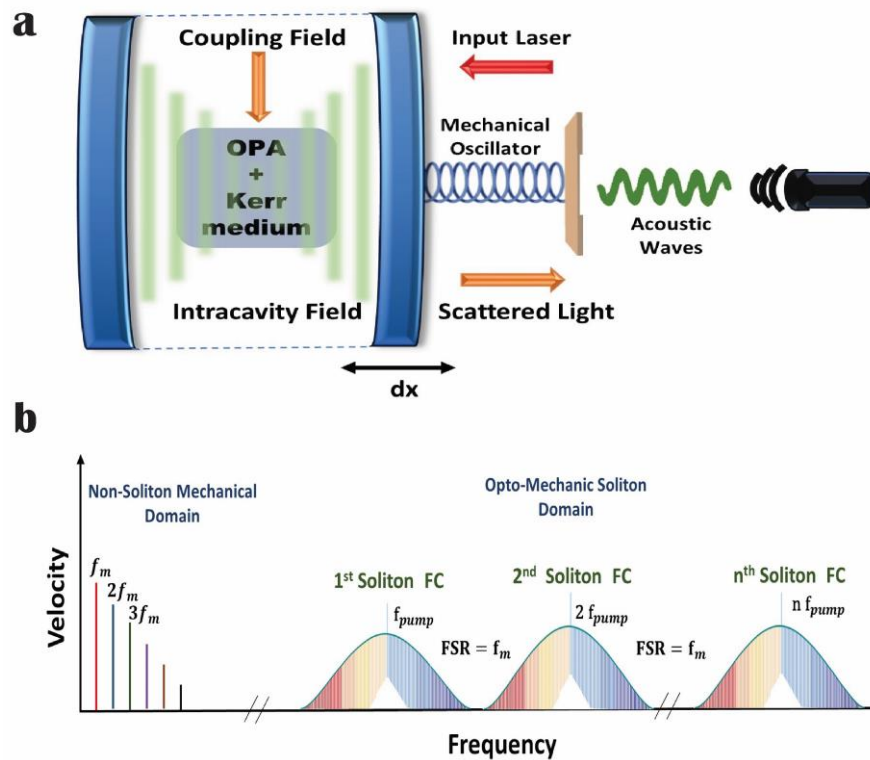 a
Coupling Field
Input Laser
Mechanical
Oscillator
OPA
+
Kerr
medium
Acoustic
Waves
Intracavity Field
Scattered Light
dx
b
Non-Soliton Mechanical
Domain
Opto-Mechanic Soliton
Domain
f_m
2f_m
3f_m
1st Soliton FC
2nd Soliton FC
nth Soliton FC
f_pump
2 f_pump
n f_pump
FSR = f_m
FSR = f_m
Velocity
Frequency